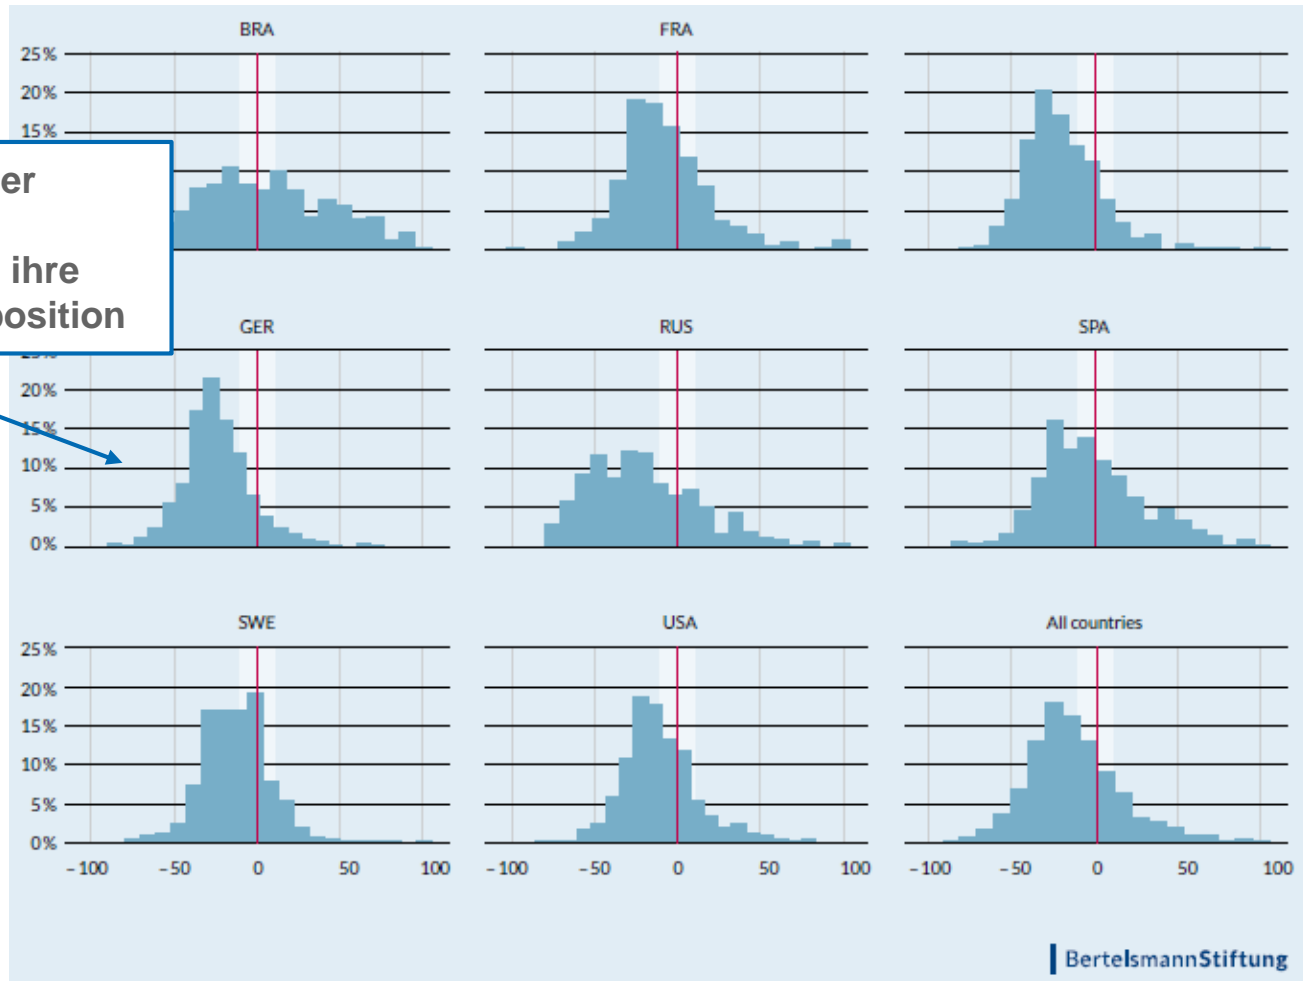 BRA FRA
25%
20%
15%
er
ihre
position
GER RUS SPA
20%
15%
10%
5%
0%
SWE USA All countries
25%
20%
15%
10%
5%
0%
-100 -50 0 50 100 -100 -50 0 50 100 -100 -50 0 50 100
BertelsmannStiftung